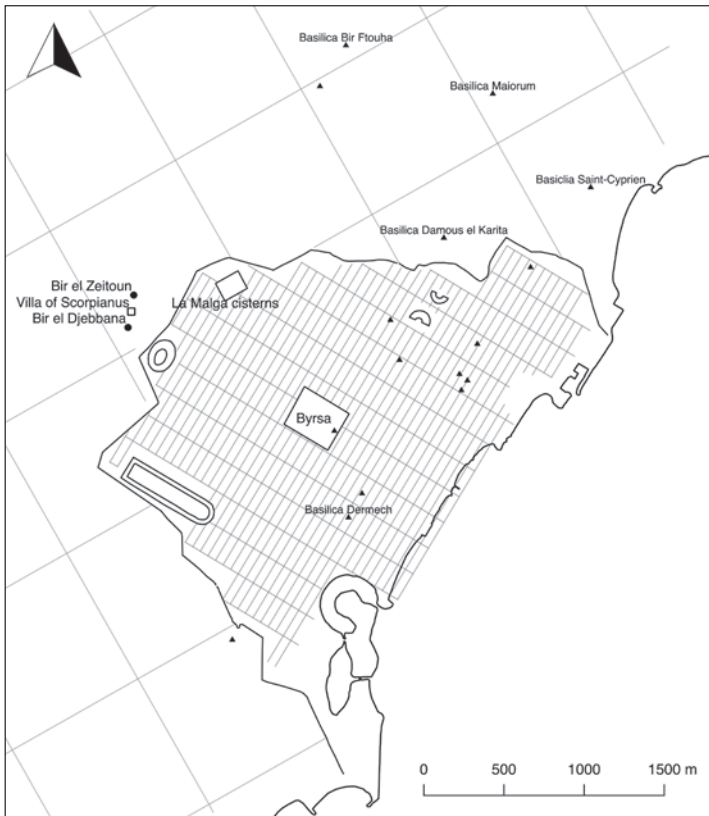 Basilica Bir Ftouha
Basilica Maiorum
Basiclia Saint-Cyprien
Basilica Damous el Karita
Bir el Zeitoun
Villa of Scorpianus
La Malga cisterns
Bir el Djebbana
Byrsa
Basilica Dermech
0 500 1000 1500 m